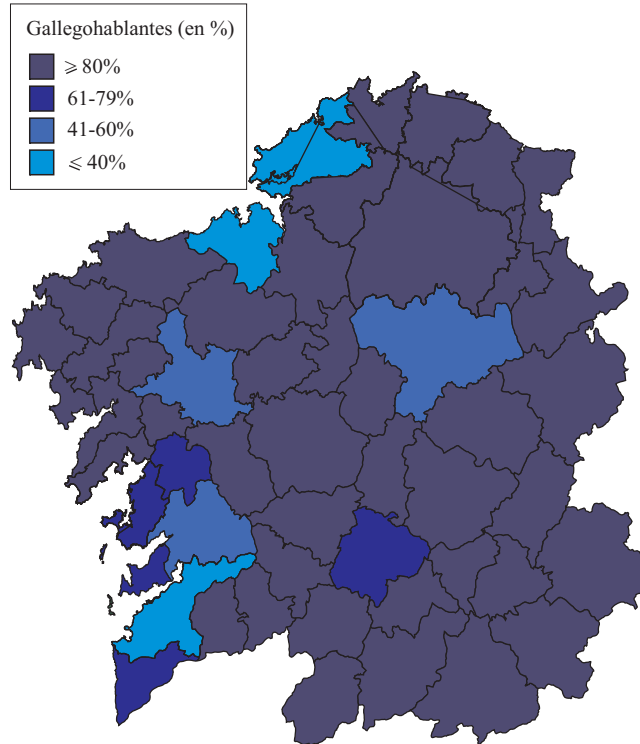 Gallegohablantes (en %)
⩾ 80%
61-79%
41-60%
⩽ 40%